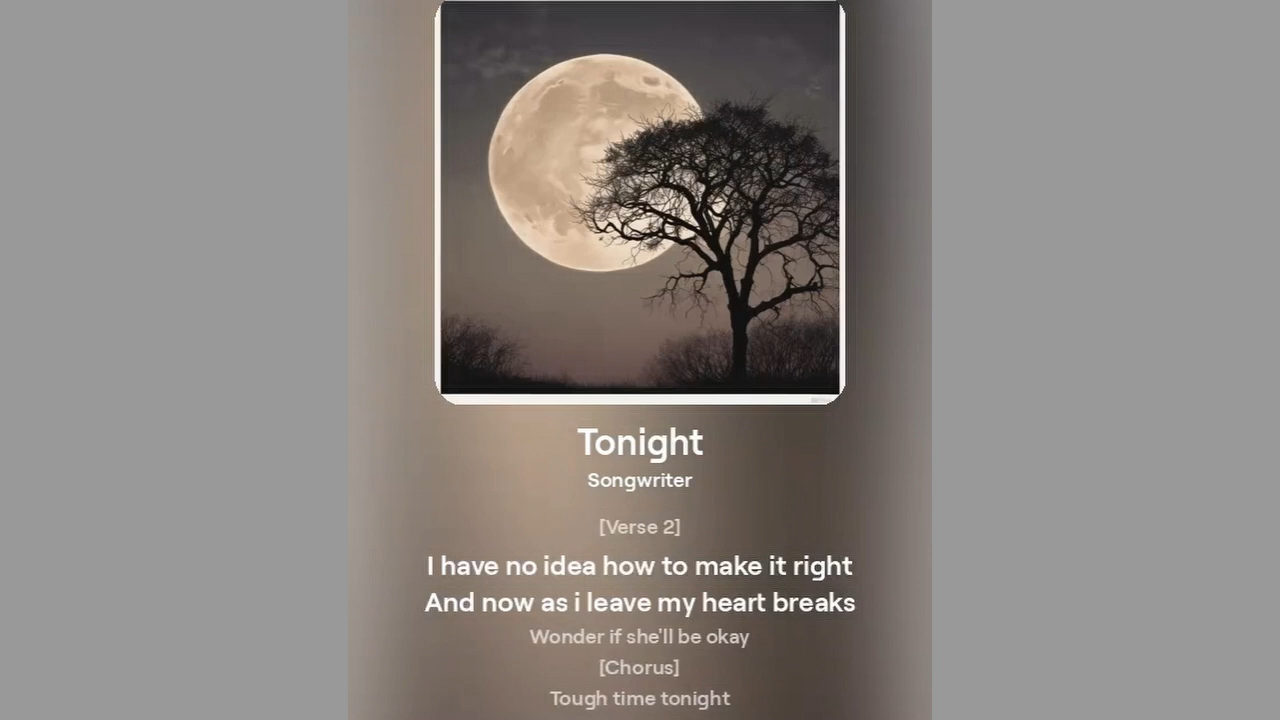 Tonight
Songwriter
[Verse 2]
I have no idea how to make it right
And now as i leave my heart breaks
Wonder if she'll be okay
[Chorus]
Tough time tonight